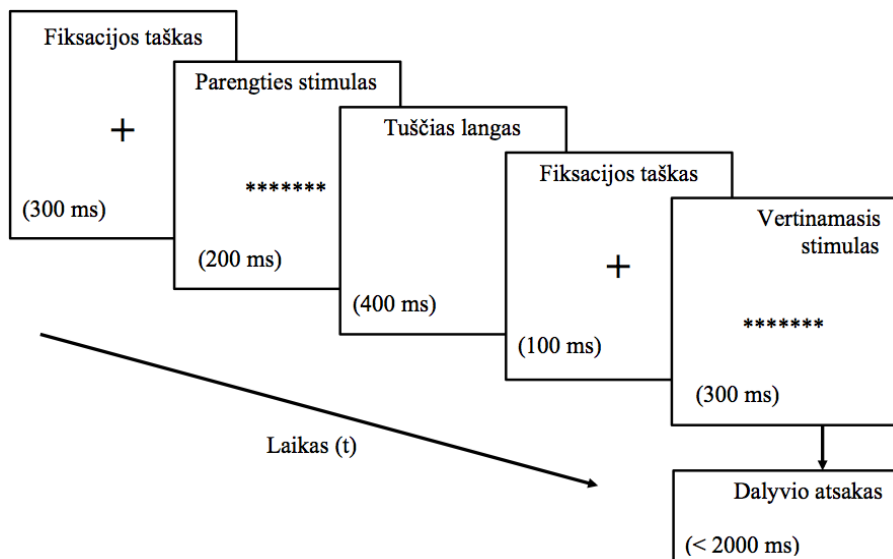 Fiksacijos taškas
+
(300 ms)
Parengties stimulas
*******
(200 ms)
Tuščias langas
(400 ms)
Fiksacijos taškas
+
(100 ms)
Vertinamasis
stimulas
*******
(300 ms)
Laikas (t)
Dalyvio atsakas
(< 2000 ms)